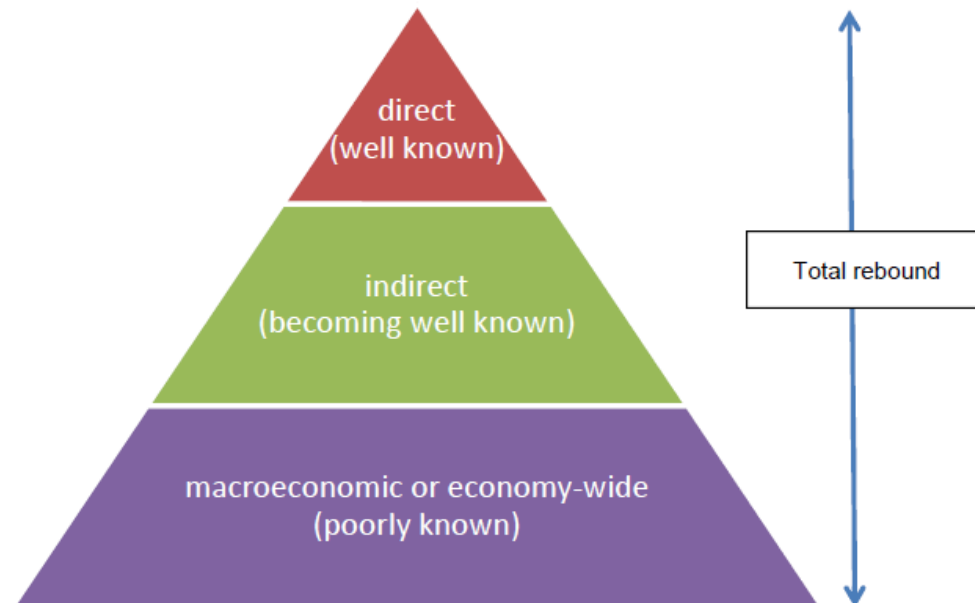 direct
(well known)
indirect
(becoming well known)
Total rebound
macroeconomic or economy-wide
(poorly known)